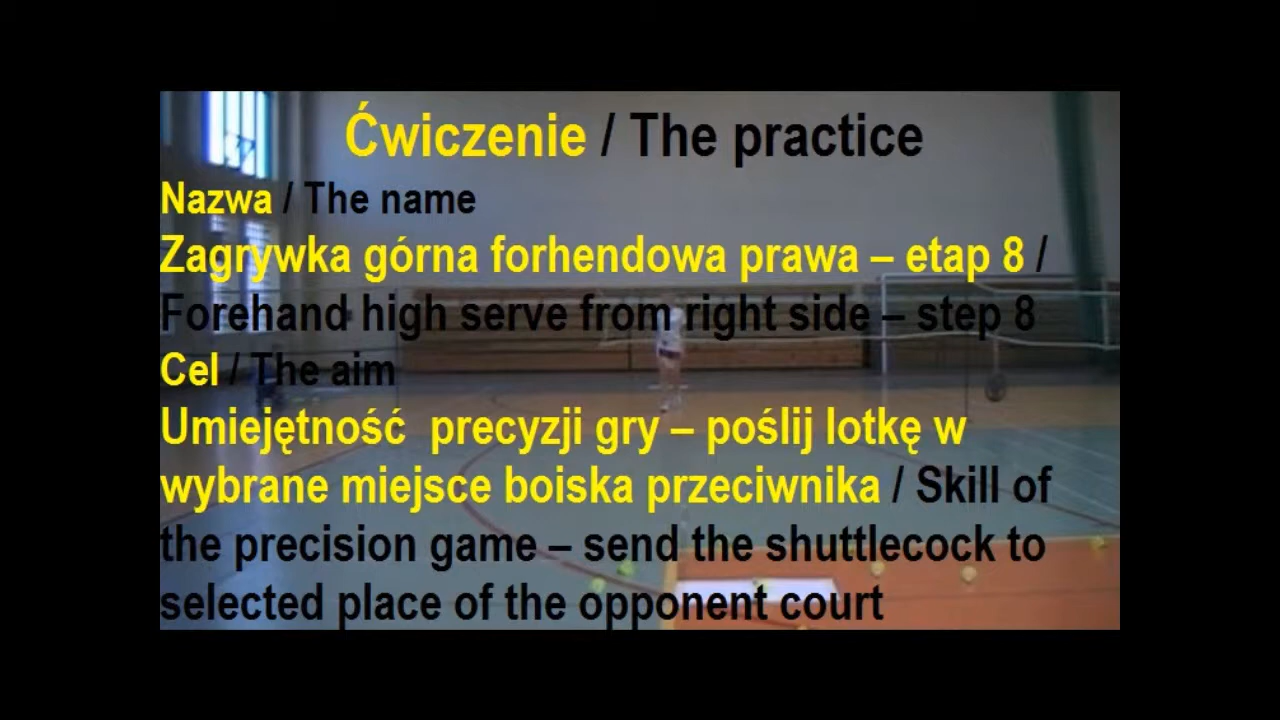 Ćwiczenie / The practice
Nazwa / The name
Zagrywka górna forhendowa prawa – etap 8 /
Forehand high serve from right side – step 8
Cel / The aim
Umiejętność precyzji gry – poślij lotkę w
wybrane miejsce boiska przeciwnika / Skill of
the precision game – send the shuttlecock to
selected place of the opponent court